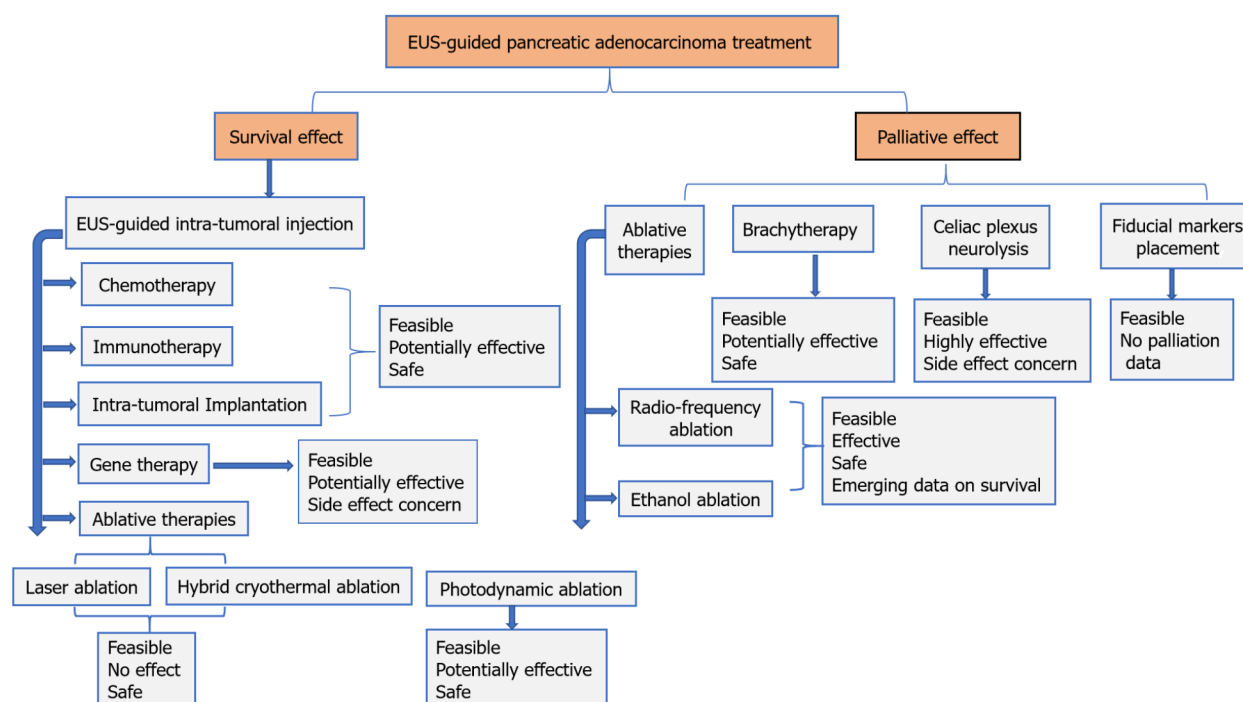 EUS-guided pancreatic adenocarcinoma treatment
Survival effect
Palliative effect
EUS-guided intra-tumoral injection
Chemotherapy
Immunotherapy
Intra-tumoral Implantation
Feasible
Potentially effective
Safe
Gene therapy
Feasible
Potentially effective
Side effect concern
Ablative therapies
Laser ablation
Hybrid cryothermal ablation
Feasible
No effect
Safe
Photodynamic ablation
Feasible
Potentially effective
Safe
Ablative
therapies
Brachytherapy
Celiac plexus
neurolysis
Fiducial markers
placement
Feasible
Potentially effective
Safe
Feasible
Highly effective
Side effect concern
Feasible
No palliation
data
Radio-frequency
ablation
Ethanol ablation
Feasible
Effective
Safe
Emerging data on survival